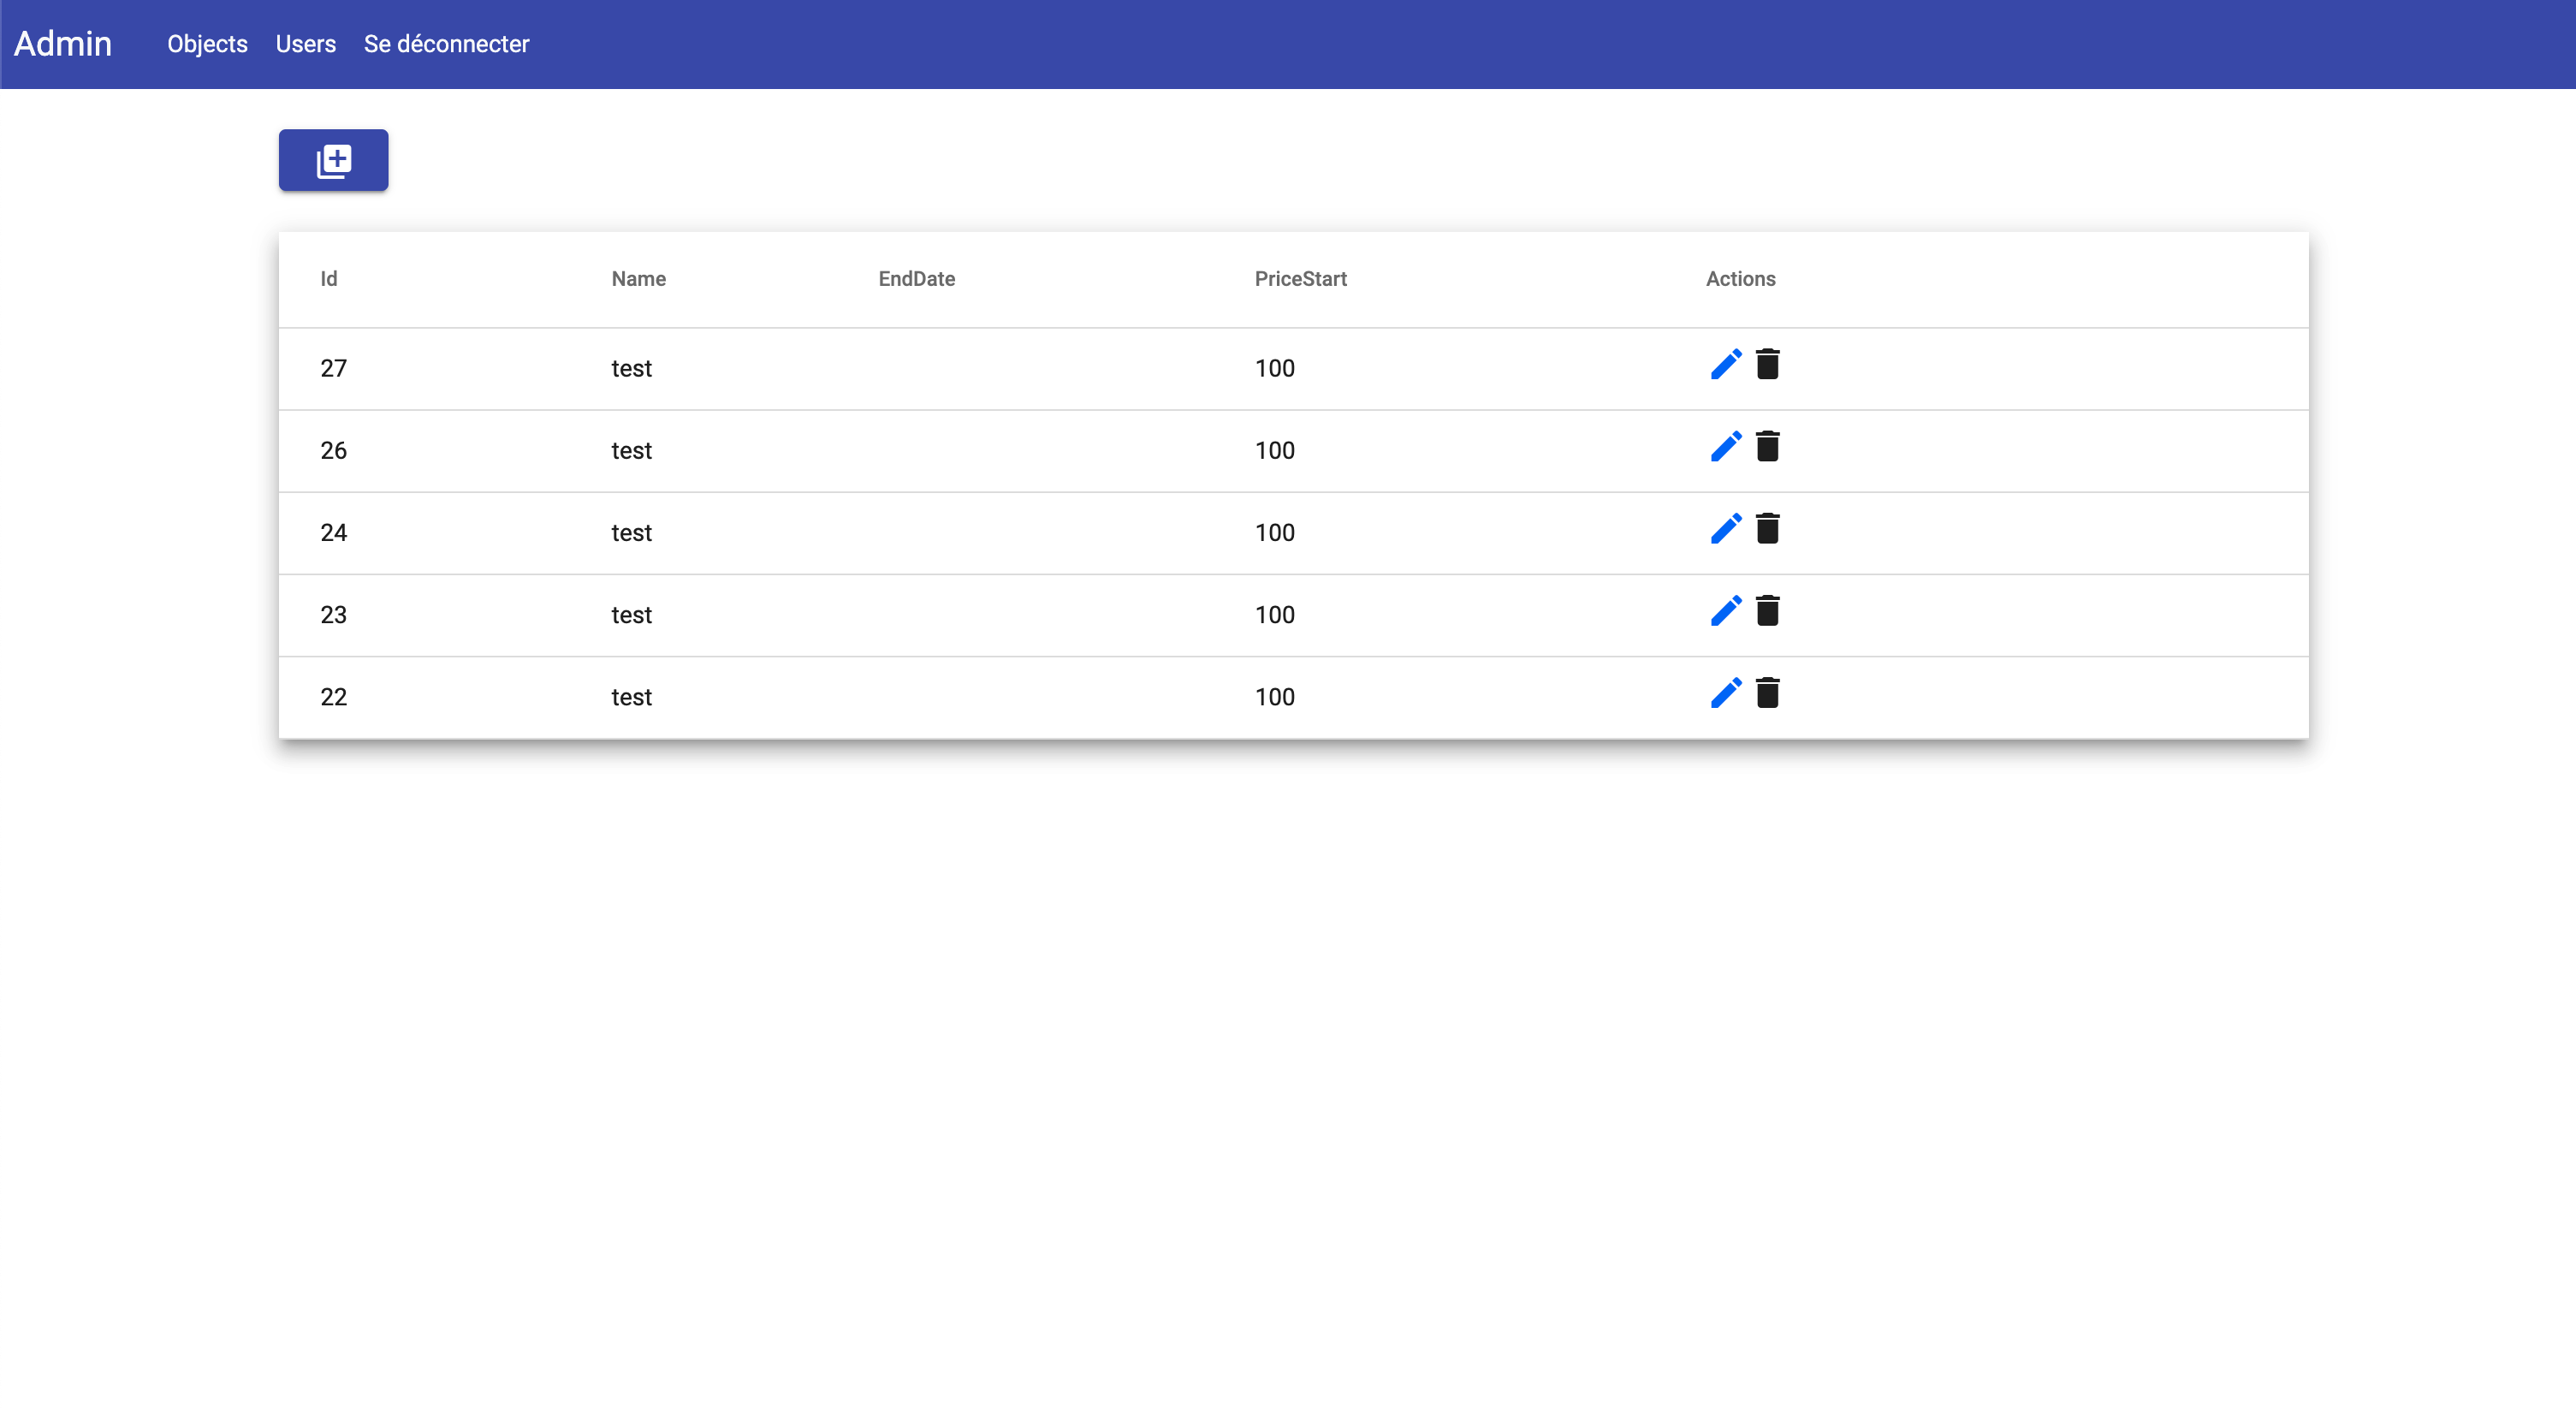 Admin Objects Users Se déconnecter
Id Name EndDate PriceStart Actions
27 test 100
26 test 100
24 test 100
23 test 100
22 test 100